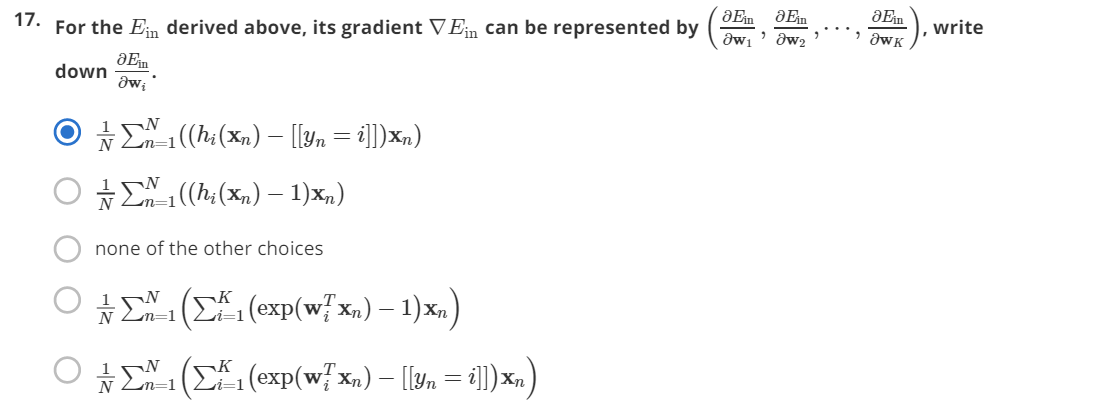 17. For the $E_{\text{in}}$ derived above, its gradient $\nabla E_{\text{in}}$ can be represented by $\left(\frac{\partial E_{\text{in}}}{\partial \mathbf{w}_1}, \frac{\partial E_{\text{in}}}{\partial \mathbf{w}_2}, \cdots, \frac{\partial E_{\text{in}}}{\partial \mathbf{w}_K}\right)$, write
down $\frac{\partial E_{\text{in}}}{\partial \mathbf{w}_i}$.
$\frac{1}{N} \sum_{n=1}^{N} ((h_i(\mathbf{x}_n) - [[y_n = i]])\mathbf{x}_n)$
$\frac{1}{N} \sum_{n=1}^{N} ((h_i(\mathbf{x}_n) - 1)\mathbf{x}_n)$
none of the other choices
$\frac{1}{N} \sum_{n=1}^{N} \left(\sum_{i=1}^{K} (\exp(\mathbf{w}_i^T \mathbf{x}_n) - 1)\mathbf{x}_n\right)$
$\frac{1}{N} \sum_{n=1}^{N} \left(\sum_{i=1}^{K} (\exp(\mathbf{w}_i^T \mathbf{x}_n) - [[y_n = i]])\mathbf{x}_n\right)$